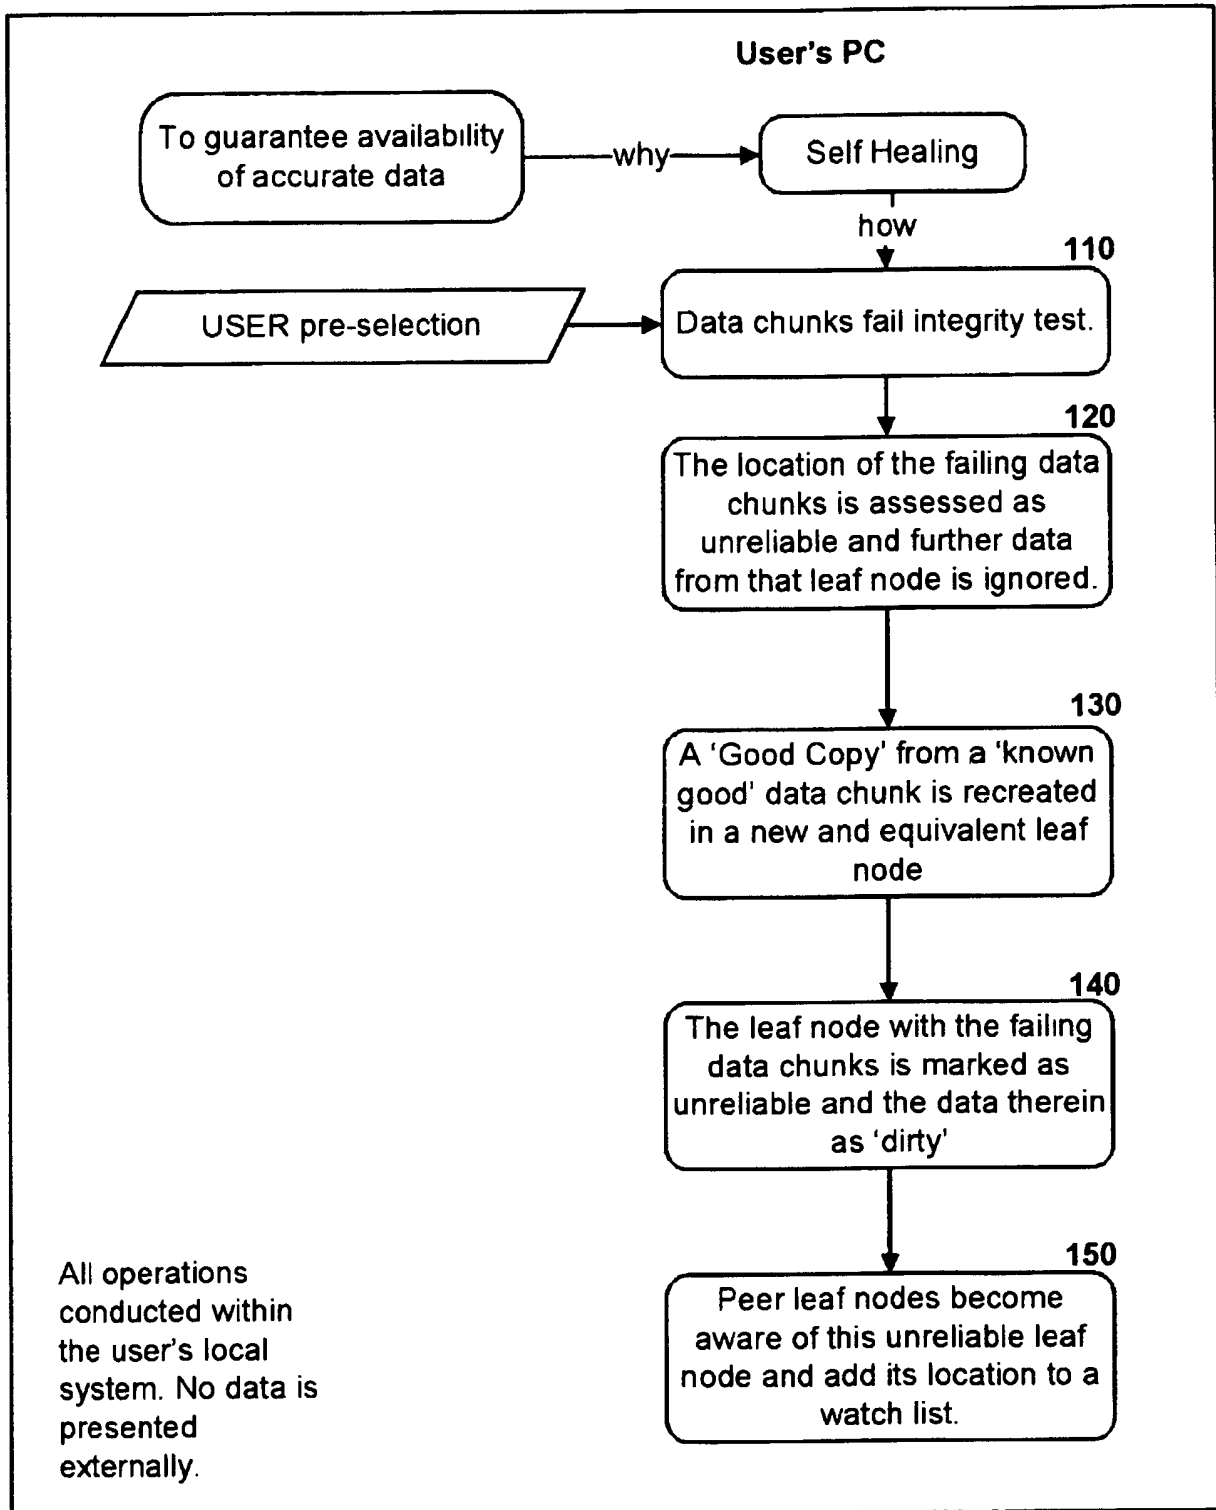 User's PC
To guarantee availability
of accurate data
why
Self Healing
how
110
USER pre-selection
Data chunks fail integrity test.
120
The location of the failing data
chunks is assessed as
unreliable and further data
from that leaf node is ignored.
130
A ‘Good Copy’ from a ‘known
good’ data chunk is recreated
in a new and equivalent leaf
node
140
The leaf node with the failing
data chunks is marked as
unreliable and the data therein
as ‘dirty’
150
Peer leaf nodes become
aware of this unreliable leaf
node and add its location to a
watch list.
All operations
conducted within
the user's local
system. No data is
presented
externally.